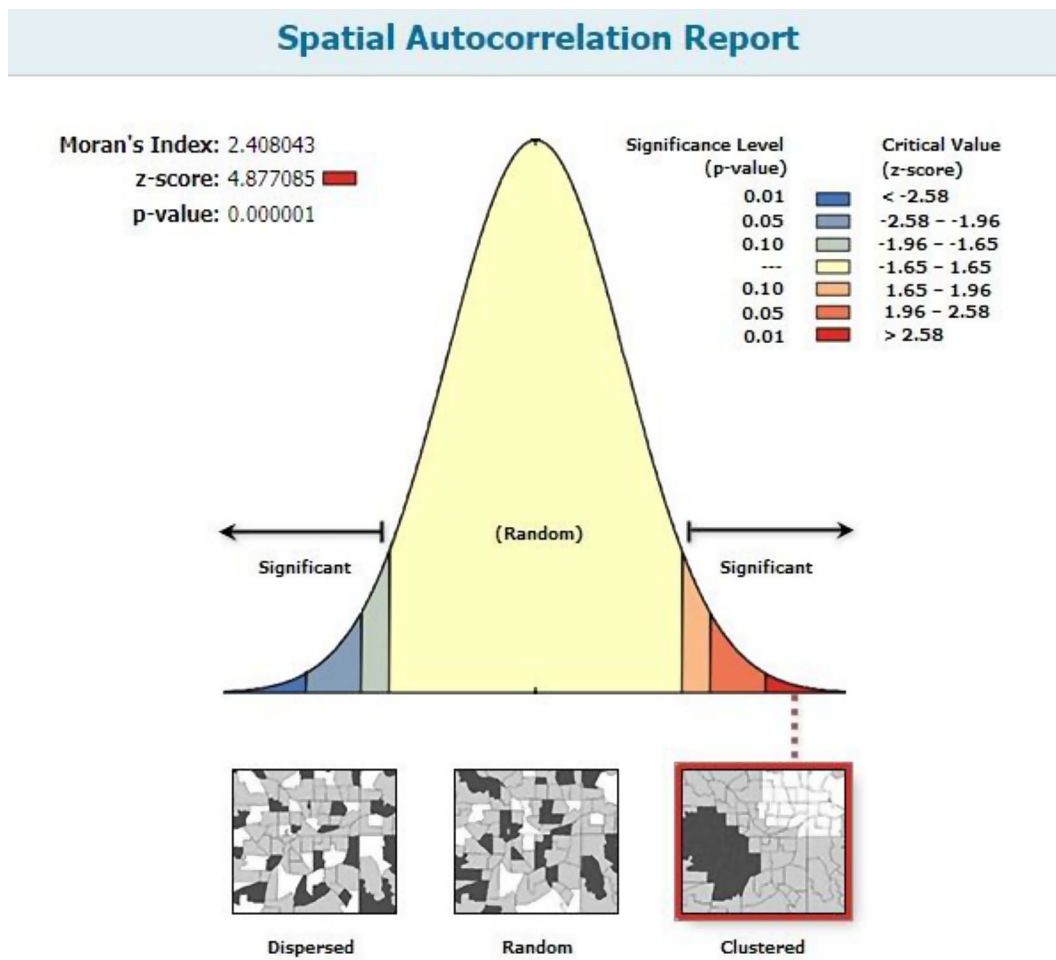 Spatial Autocorrelation Report
Moran's Index: 2.408043
z-score: 4.877085
p-value: 0.000001
Significance Level (p-value) Critical Value (z-score)
0.01 < -2.58
0.05 -2.58 – -1.96
0.10 -1.96 – -1.65
--- -1.65 – 1.65
0.10 1.65 – 1.96
0.05 1.96 – 2.58
0.01 > 2.58
(Random)
Significant Significant
Dispersed Random Clustered